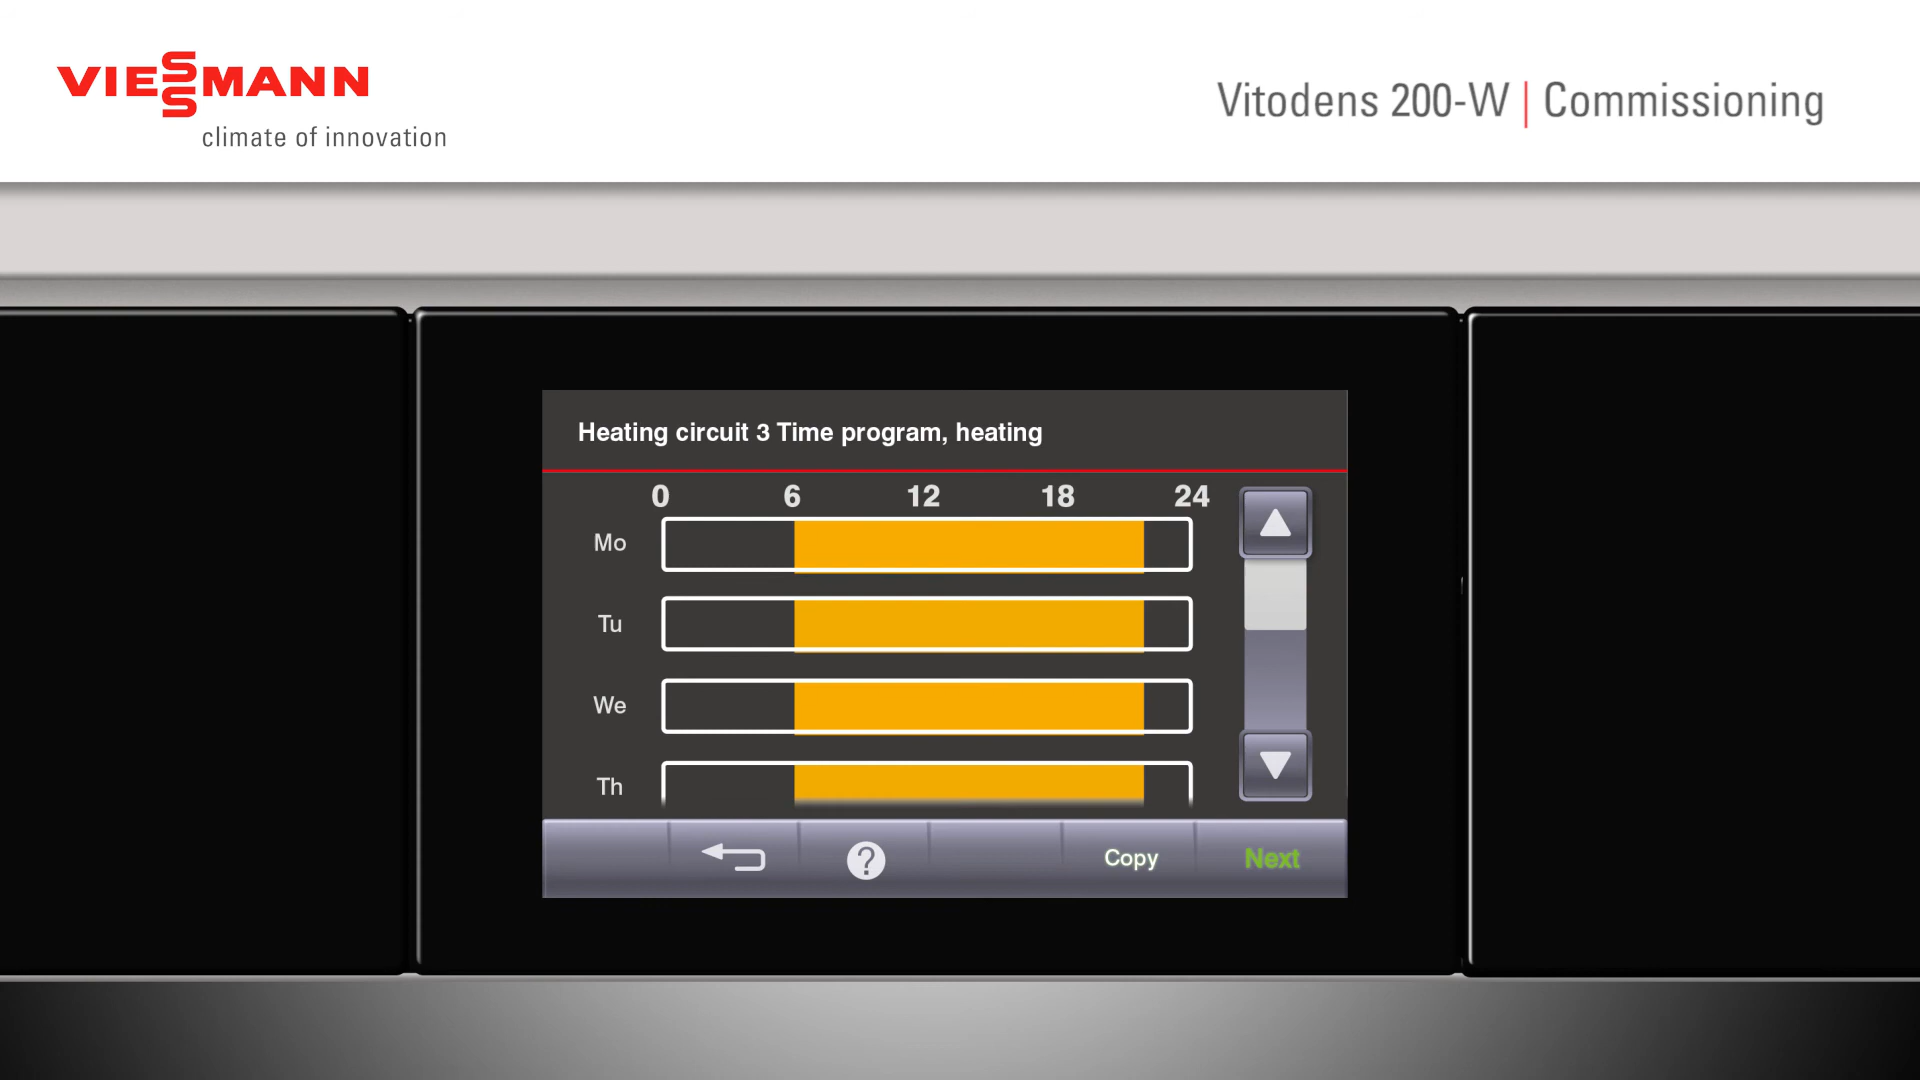 VIESSMANN
climate of innovation
Vitodens 200-W | Commissioning
Heating circuit 3 Time program, heating
0 6 12 18 24
Mo
Tu
We
Th
? Copy Next